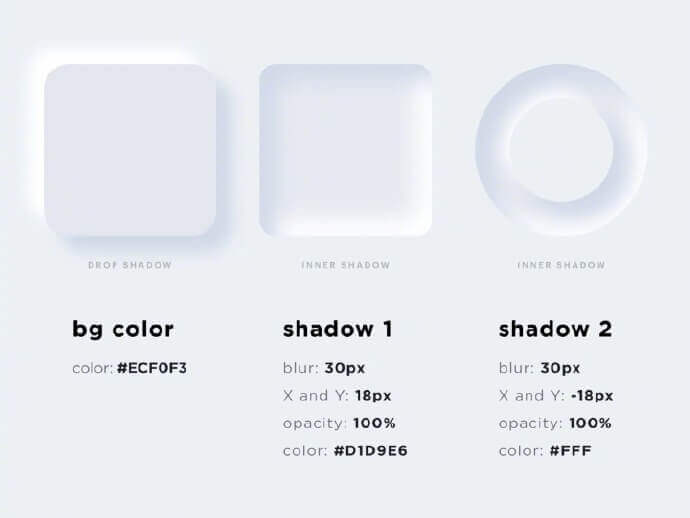 DROP SHADOW
INNER SHADOW
INNER SHADOW
bg color
color: #ECF0F3
shadow 1
blur: 30px
X and Y: 18px
opacity: 100%
color: #D1D9E6
shadow 2
blur: 30px
X and Y: -18px
opacity: 100%
color: #FFF